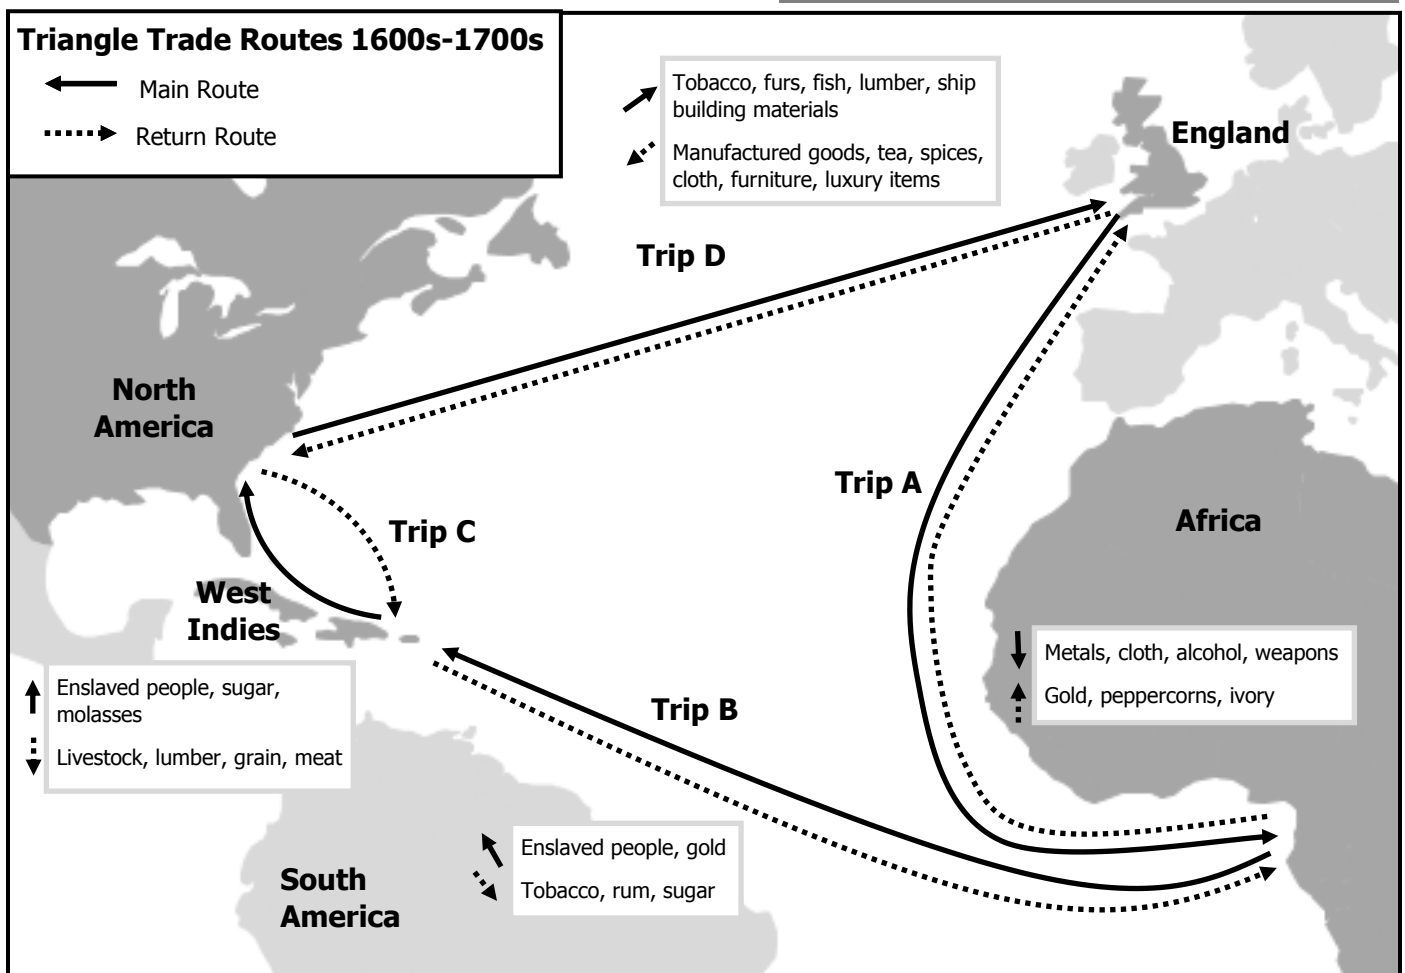 Triangle Trade Routes 1600s-1700s
Main Route
Return Route
Tobacco, furs, fish, lumber, ship
building materials
Manufactured goods, tea, spices,
cloth, furniture, luxury items
England
Trip D
North
America
Trip A
Africa
Trip C
West
Indies
Metals, cloth, alcohol, weapons
Gold, peppercorns, ivory
Enslaved people, sugar,
molasses
Livestock, lumber, grain, meat
Trip B
Enslaved people, gold
Tobacco, rum, sugar
South
America